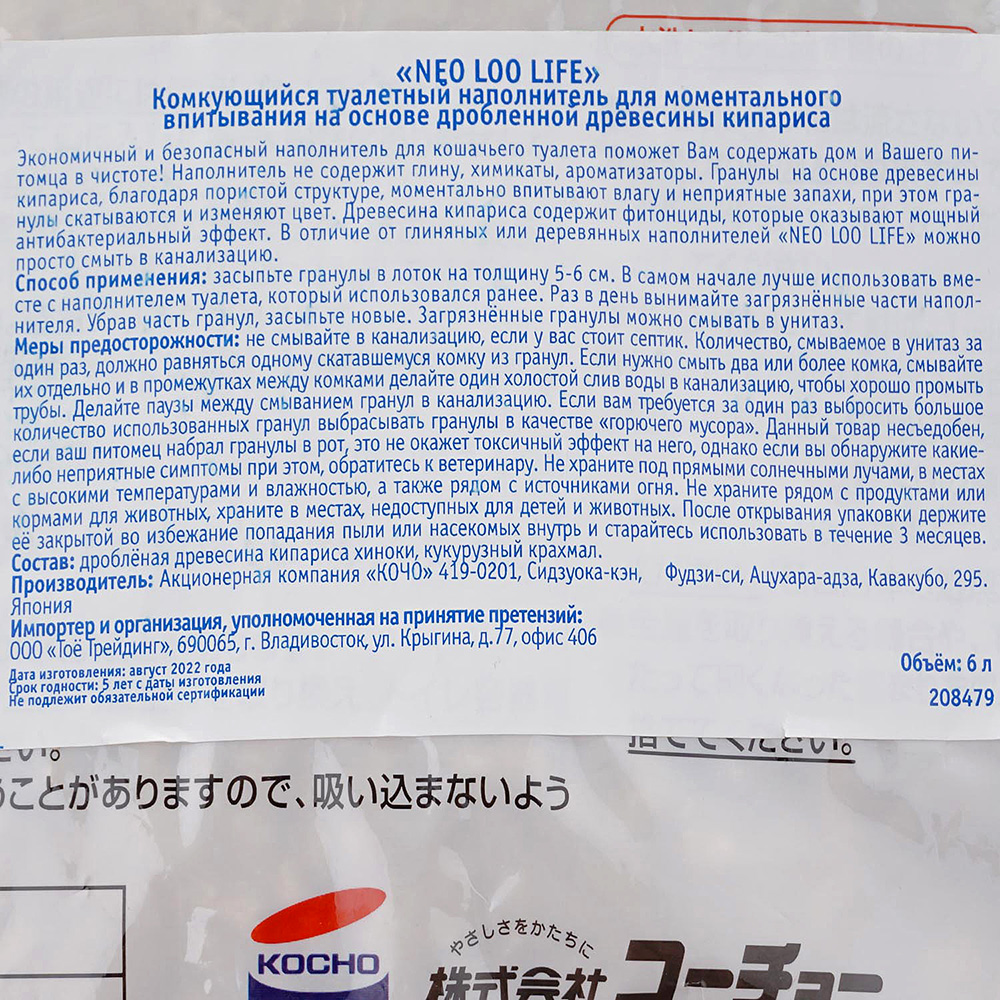 «NEO LOO LIFE»
Комкующийся туалетный наполнитель для моментального
впитывания на основе дробленной древесины кипариса
Экономичный и безопасный наполнитель для кошачьего туалета поможет Вам содержать дом и Вашего пи-
томца в чистоте! Наполнитель не содержит глину, химикаты, ароматизаторы. Гранулы на основе древесины
кипариса, благодаря пористой структуре, моментально впитывают влагу и неприятные запахи, при этом гра-
нулы скатываются и изменяют цвет. Древесина кипариса содержит фитонциды, которые оказывают мощный
антибактериальный эффект. В отличие от глиняных или деревянных наполнителей «NEO LOO LIFE» можно
просто смыть в канализацию.
Способ применения: засыпьте гранулы в лоток на толщину 5-6 см. В самом начале лучше использовать вме-
сте с наполнителем туалета, который использовался ранее. Раз в день вынимайте загрязнённые части напол-
нителя. Убрав часть гранул, засыпьте новые. Загрязнённые гранулы можно смывать в унитаз.
Меры предосторожности: не смывайте в канализацию, если у вас стоит септик. Количество, смываемое в унитаз за
один раз, должно равняться одному скатавшемуся комку из гранул. Если нужно смыть два или более комка, смывайте
их отдельно и в промежутках между комками делайте один холостой слив воды в канализацию, чтобы хорошо промыть
трубы. Делайте паузы между смыванием гранул в канализацию. Если вам требуется за один раз выбросить большое
количество использованных гранул выбрасывать гранулы в качестве «горючего мусора». Данный товар несъедобен,
если ваш питомец набрал гранулы в рот, это не окажет токсичный эффект на него, однако если вы обнаружите какие-
либо неприятные симптомы при этом, обратитесь к ветеринару. Не храните под прямыми солнечными лучами, в местах
с высокими температурами и влажностью, а также рядом с источниками огня. Не храните рядом с продуктами или
кормами для животных, храните в местах, недоступных для детей и животных. После открывания упаковки держите
её закрытой во избежание попадания пыли или насекомых внутрь и старайтесь использовать в течение 3 месяцев.
Состав: дроблёная древесина кипариса хиноки, кукурузный крахмал.
Производитель: Акционерная компания «КОЧО» 419-0201, Сидзуока-кэн, Фудзи-си, Ацухара-адза, Кавакубо, 295.
Япония
Импортер и организация, уполномоченная на принятие претензий:
ООО «Тоё Трейдинг», 690065, г. Владивосток, ул. Крыгина, д.77, офис 406
Дата изготовления: август 2022 года
Срок годности: 5 лет с даты изготовления
Не подлежит обязательной сертификации
Объём: 6 л
208479
捨ててください。
ことがありますので、吸い込まないよう
KOCHO
やさしさをかたちに
株式会社コーチョー